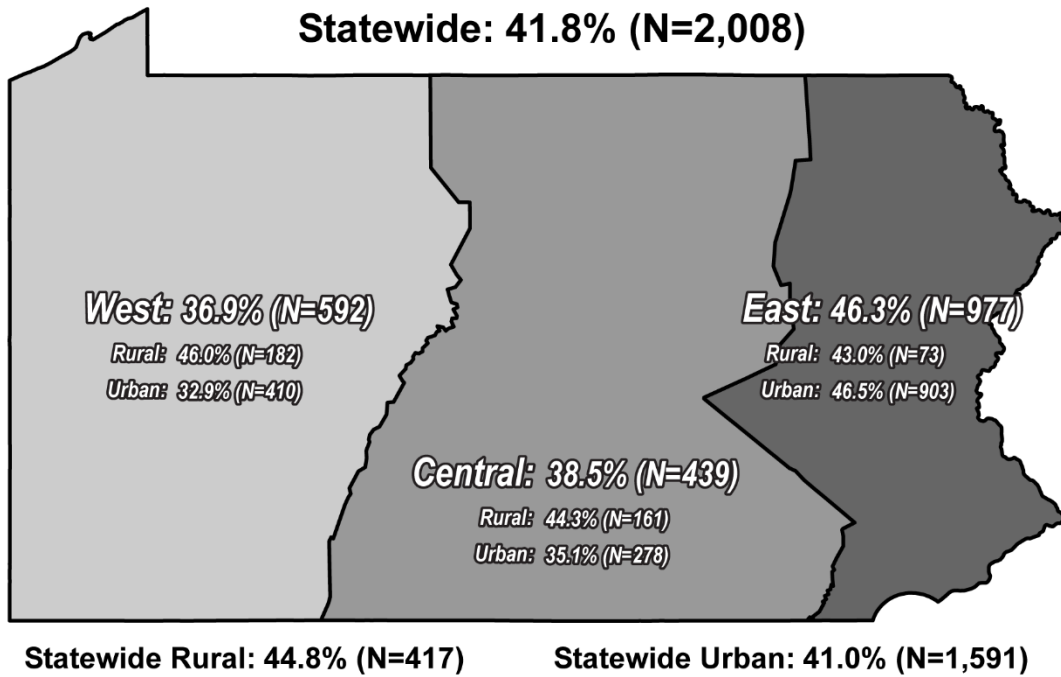 Statewide: 41.8% (N=2,008)
West: 36.9% (N=592)
Rural: 46.0% (N=182)
Urban: 32.9% (N=410)
Central: 38.5% (N=439)
Rural: 44.3% (N=161)
Urban: 35.1% (N=278)
East: 46.3% (N=977)
Rural: 43.0% (N=73)
Urban: 46.5% (N=903)
Statewide Rural: 44.8% (N=417)
Statewide Urban: 41.0% (N=1,591)